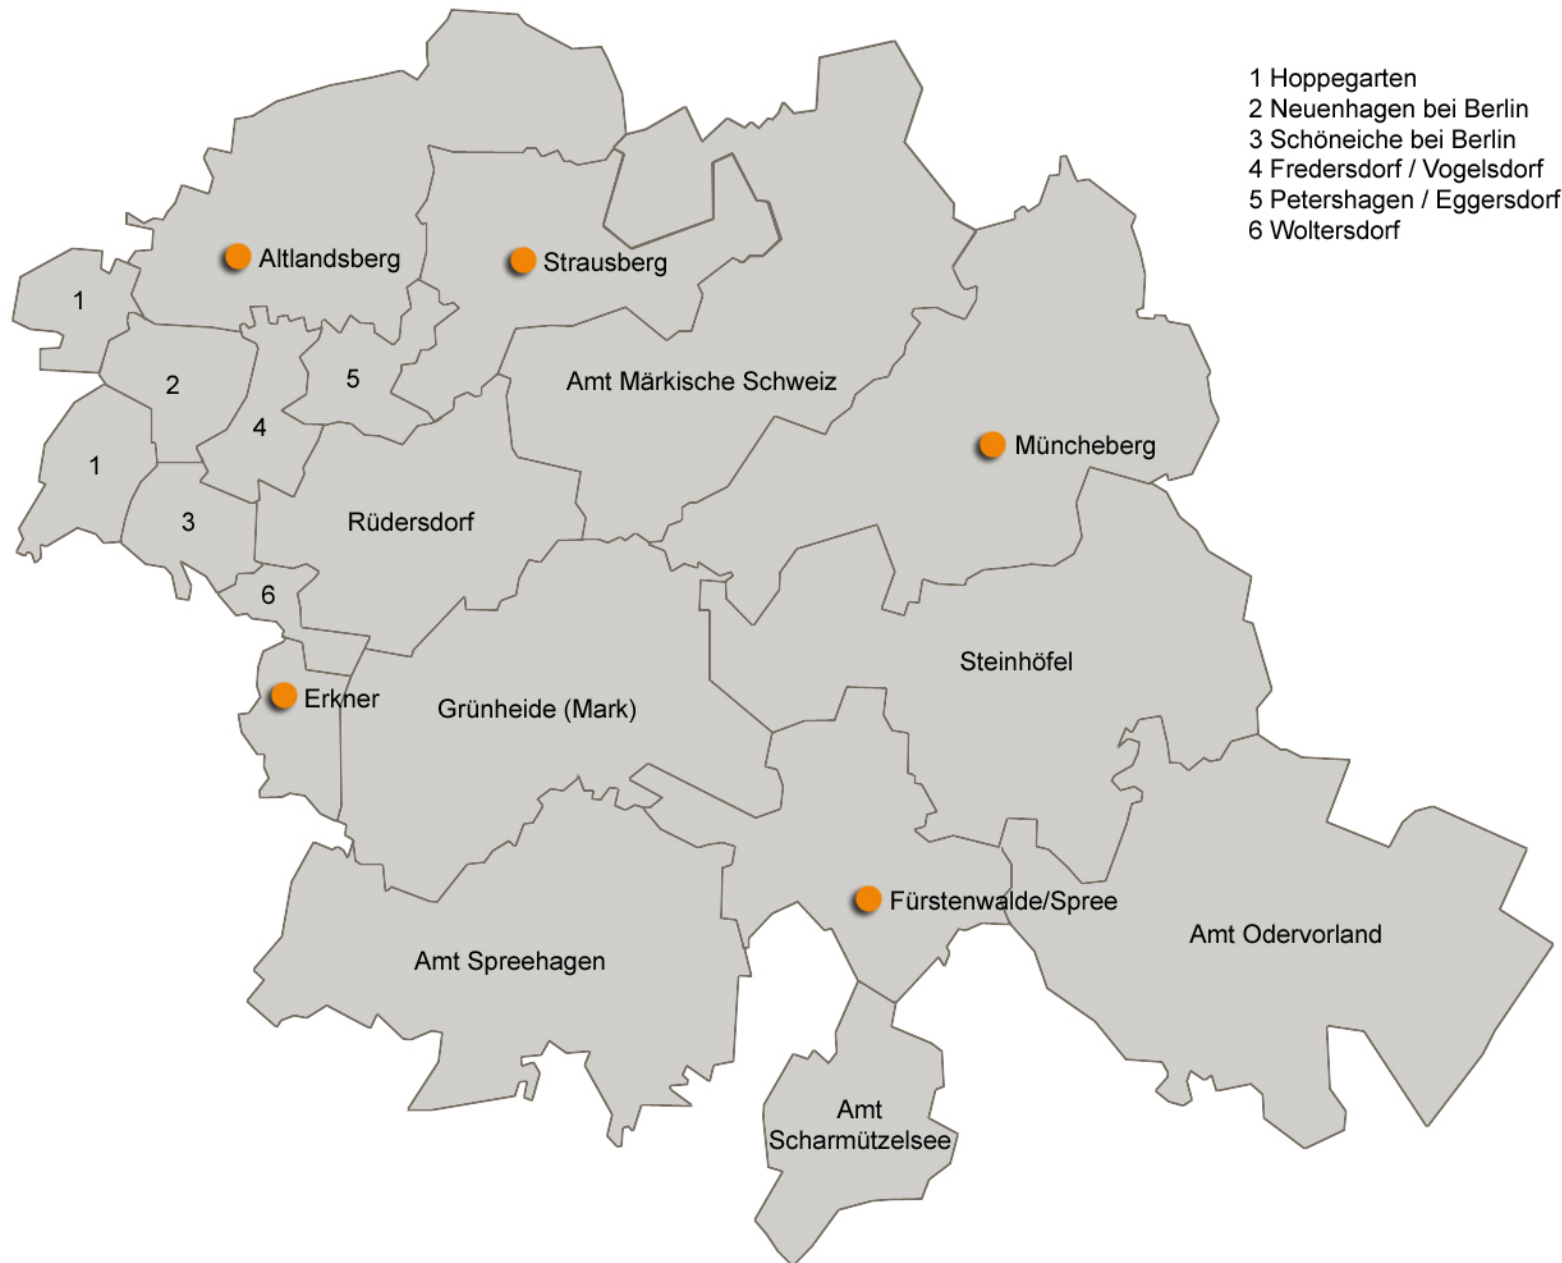 1 Hoppegarten
2 Neuenhagen bei Berlin
3 Schöneiche bei Berlin
4 Fredersdorf / Vogelsdorf
5 Petershagen / Eggersdorf
6 Woltersdorf
Altlandsberg
Strausberg
1
2
5
Amt Märkische Schweiz
4
Müncheberg
1
3
Rüdersdorf
6
Steinhöfel
Erkner
Grünheide (Mark)
Fürstenwalde/Spree
Amt Odervorland
Amt Spreehagen
Amt
Scharmützelsee